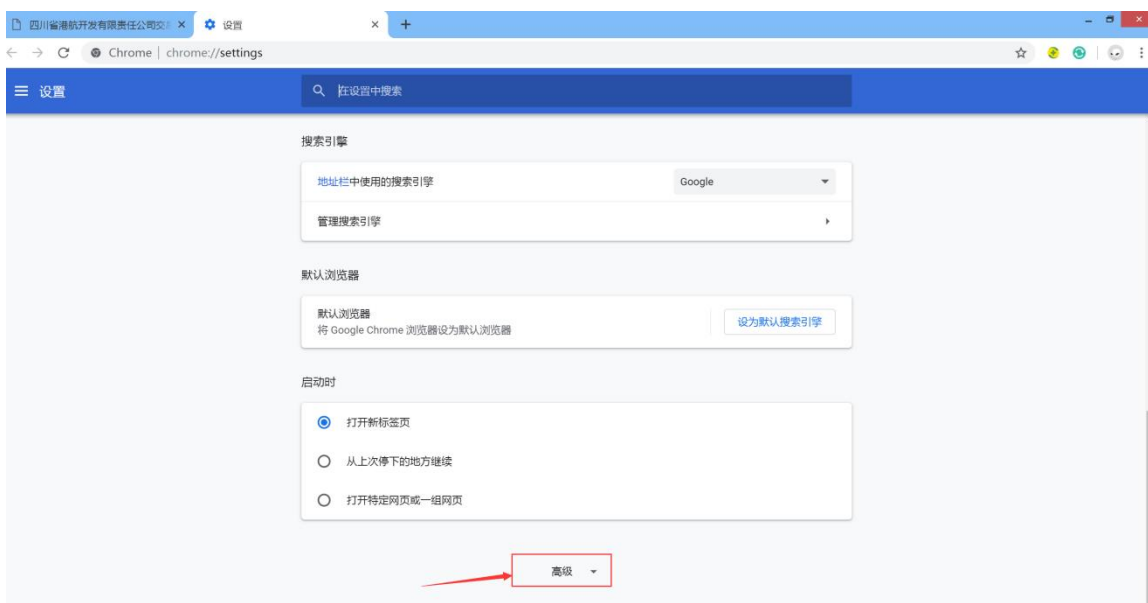 四川省港航开发有限责任公司交
设置
Chrome | chrome://settings
设置
在设置中搜索
搜索引擎
地址栏中使用的搜索引擎
Google
管理搜索引擎
默认浏览器
默认浏览器
将 Google Chrome 浏览器设为默认浏览器
设为默认搜索引擎
启动时
打开新标签页
从上次停下的地方继续
打开特定网页或一组网页
高级